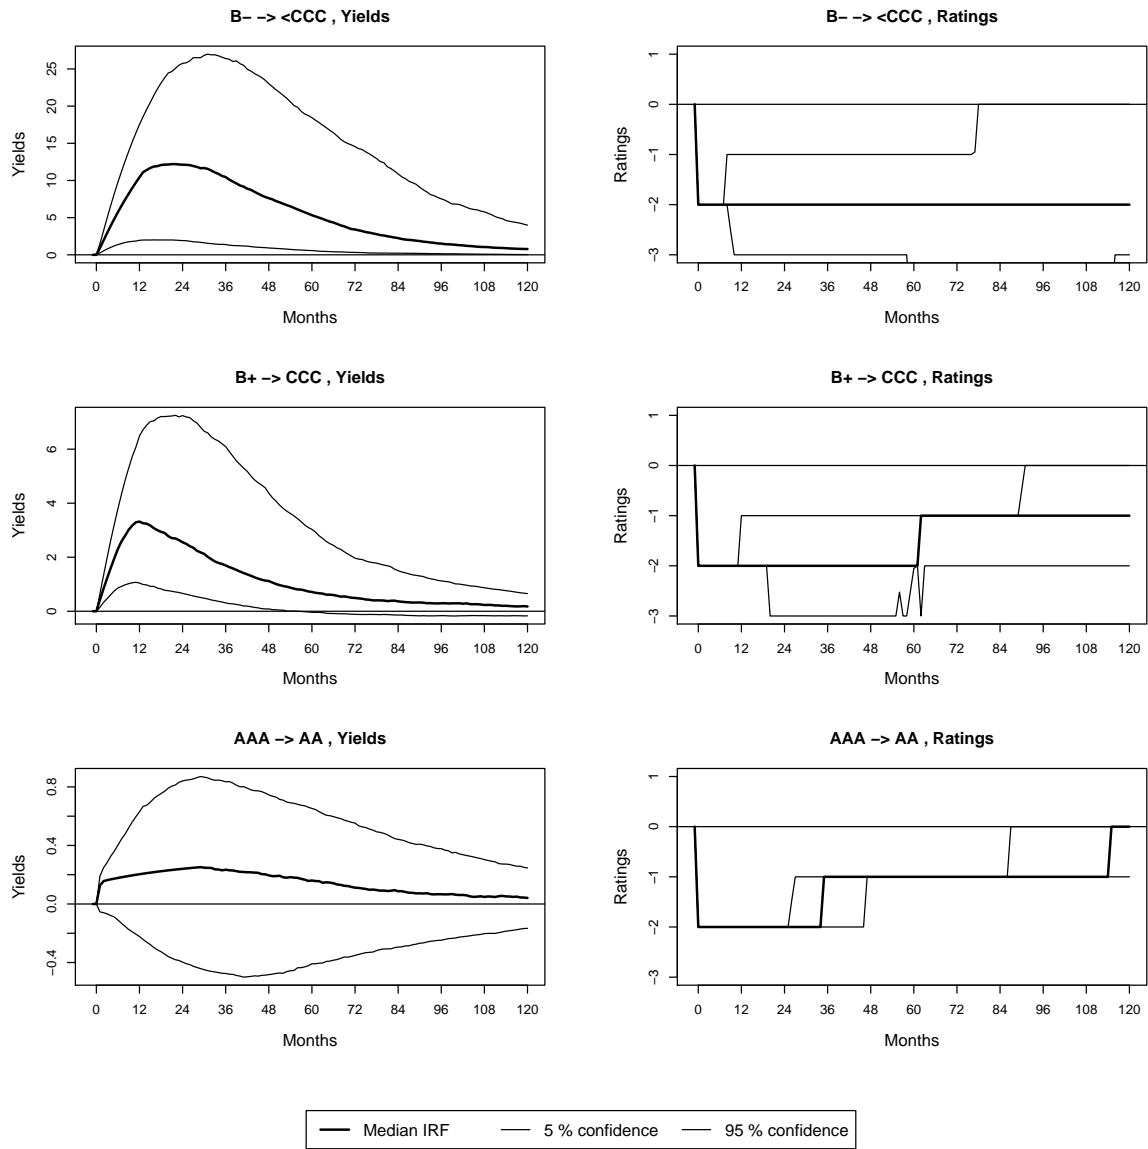 B− −> <CCC , Yields
Yields
0 5 10 15 20 25
0 12 24 36 48 60 72 84 96 108 120
Months
B− −> <CCC , Ratings
Ratings
−3 −2 −1 0 1
0 12 24 36 48 60 72 84 96 108 120
Months
B+ −> CCC , Yields
Yields
0 2 4 6
0 12 24 36 48 60 72 84 96 108 120
Months
B+ −> CCC , Ratings
Ratings
−3 −2 −1 0 1
0 12 24 36 48 60 72 84 96 108 120
Months
AAA −> AA , Yields
Yields
−0.4 0.0 0.4 0.8
0 12 24 36 48 60 72 84 96 108 120
Months
AAA −> AA , Ratings
Ratings
−3 −2 −1 0 1
0 12 24 36 48 60 72 84 96 108 120
Months
Median IRF 5 % confidence 95 % confidence